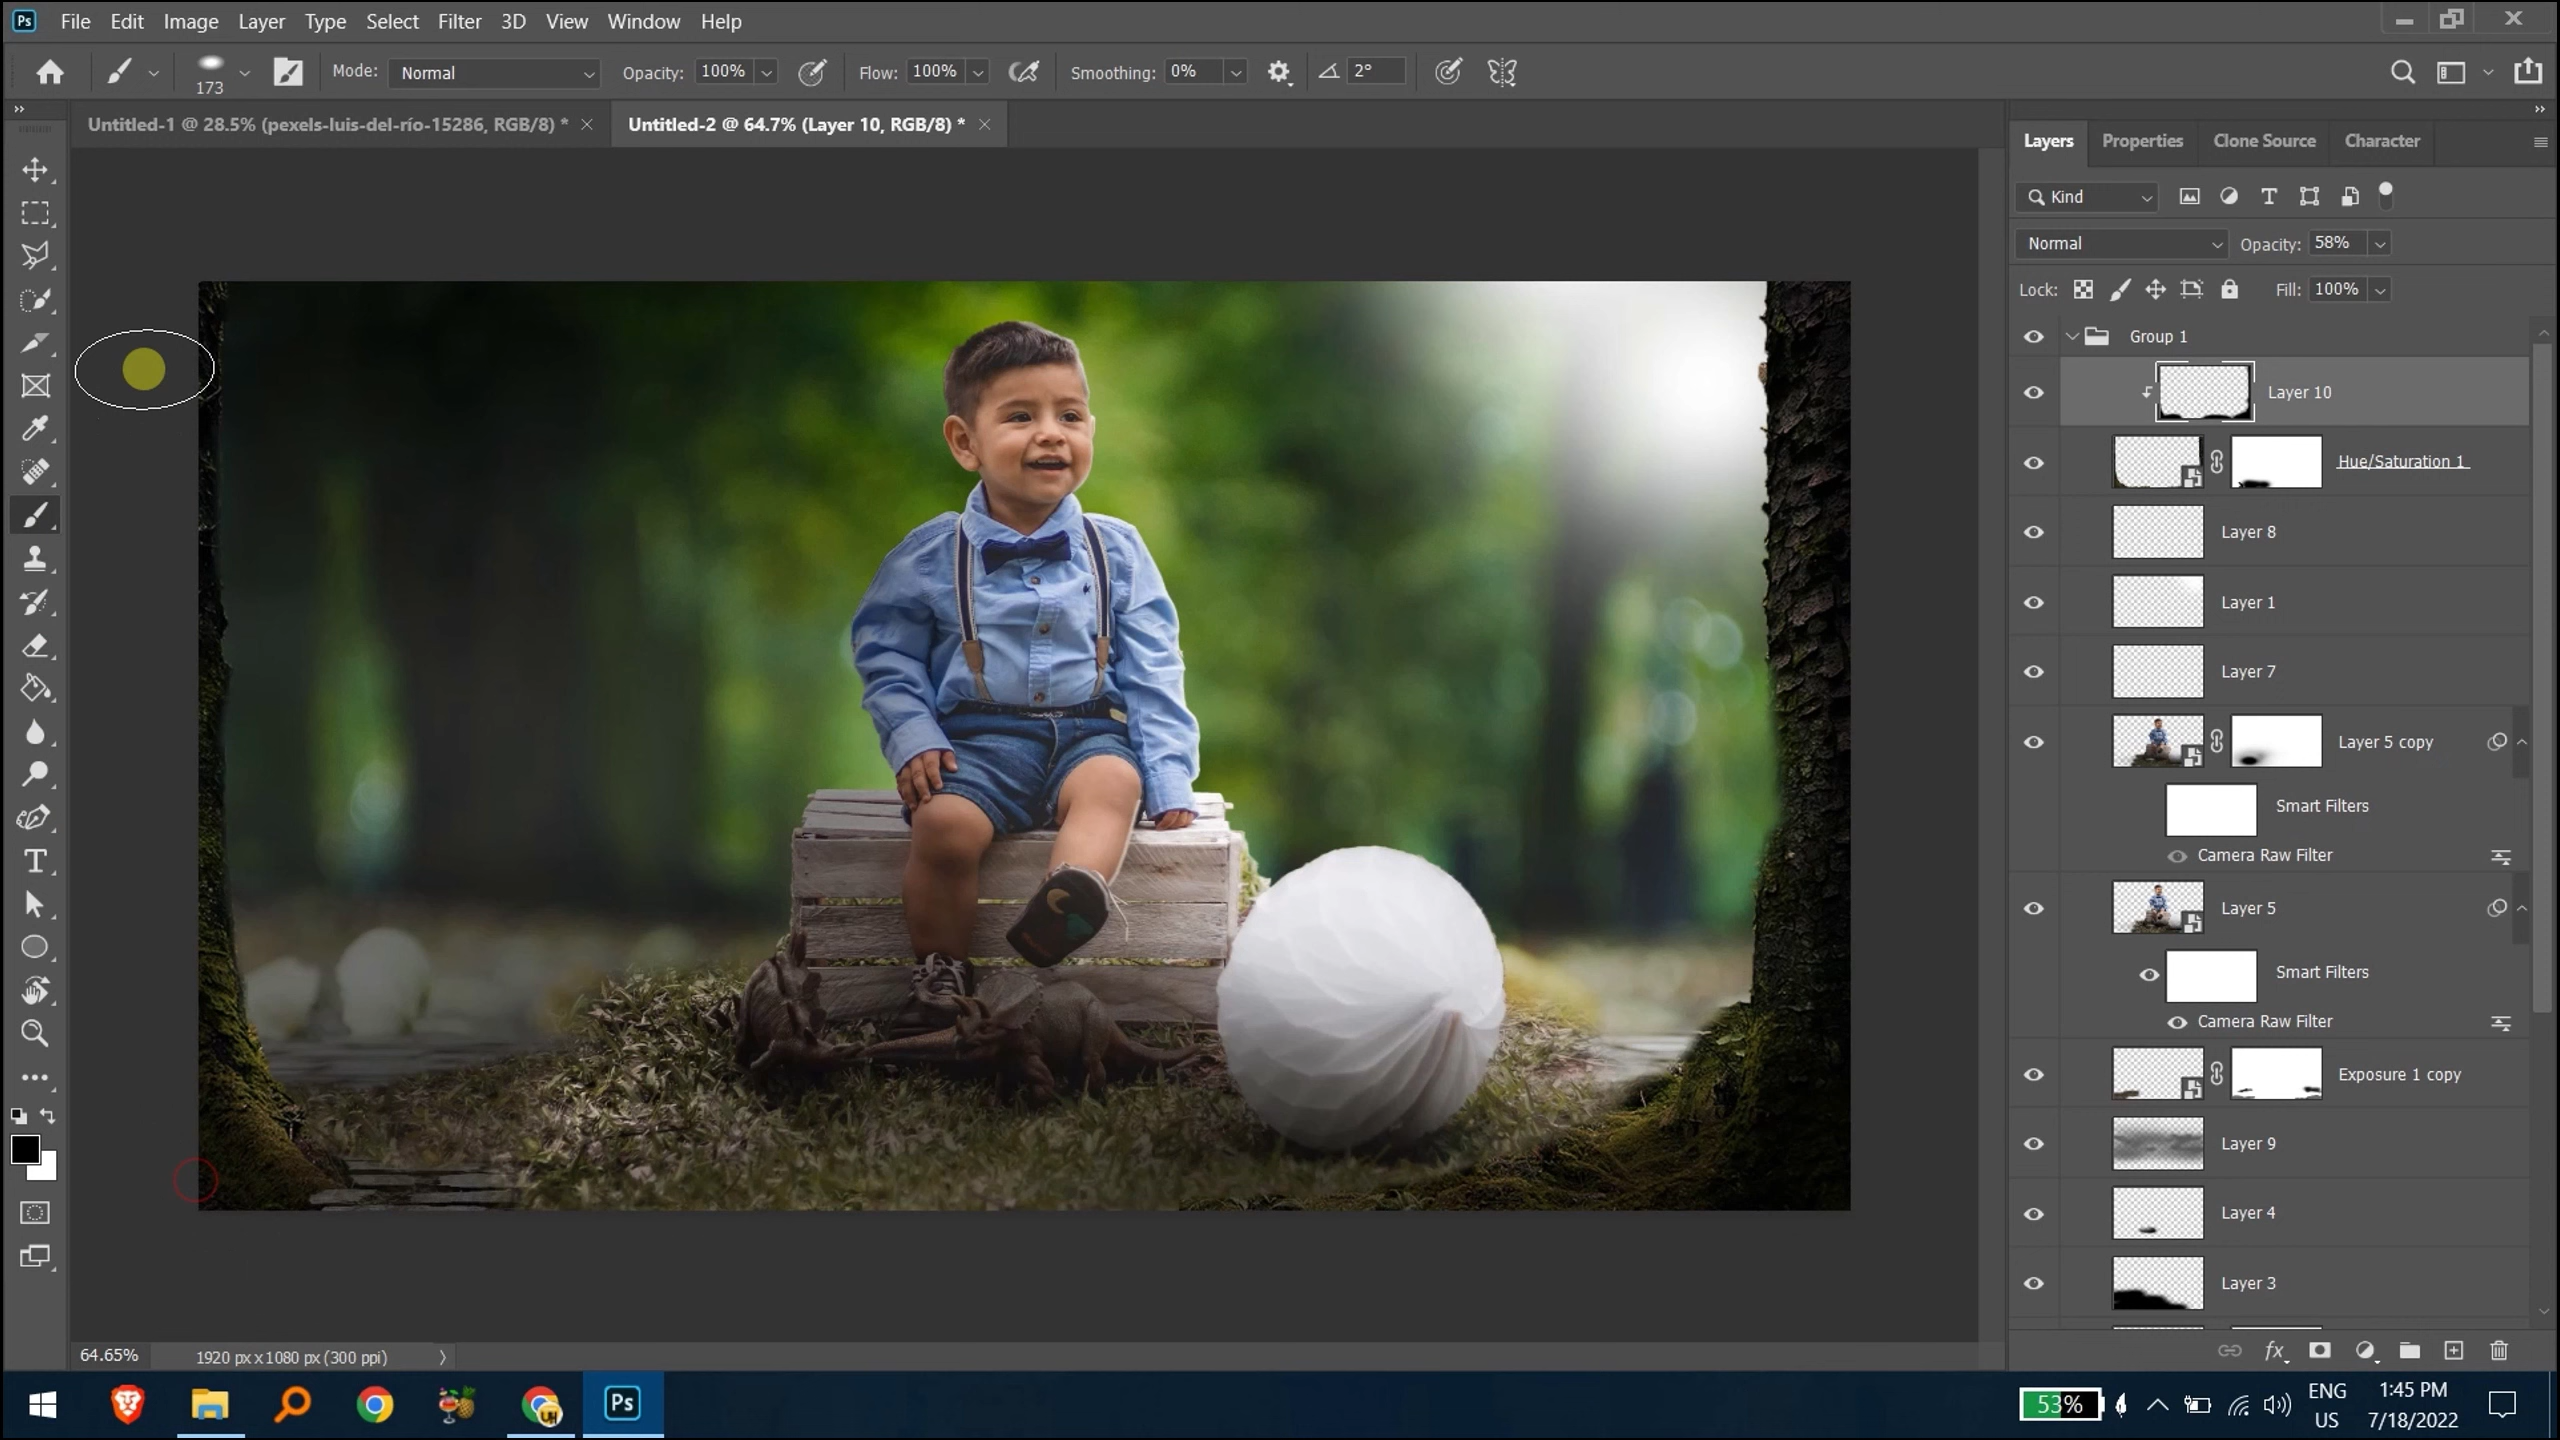 Ps File Edit Image Layer Type Select Filter 3D View Window Help
173 Mode: Normal Opacity: 100% Flow: 100% Smoothing: 0% 2°
Untitled-1 @ 28.5% (pexels-luis-del-río-15286, RGB/8) * Untitled-2 @ 64.7% (Layer 10, RGB/8) *
Layers Properties Clone Source Character
Kind
Normal Opacity: 58%
Lock: Fill: 100%
Group 1
Layer 10
Hue/Saturation 1
Layer 8
Layer 1
Layer 7
Layer 5 copy
Smart Filters
Camera Raw Filter
Layer 5
Smart Filters
Camera Raw Filter
Exposure 1 copy
Layer 9
Layer 4
Layer 3
fx
64.65% 1920 px x 1080 px (300 ppi)
Ps
53% ENG 1:45 PM
US 7/18/2022